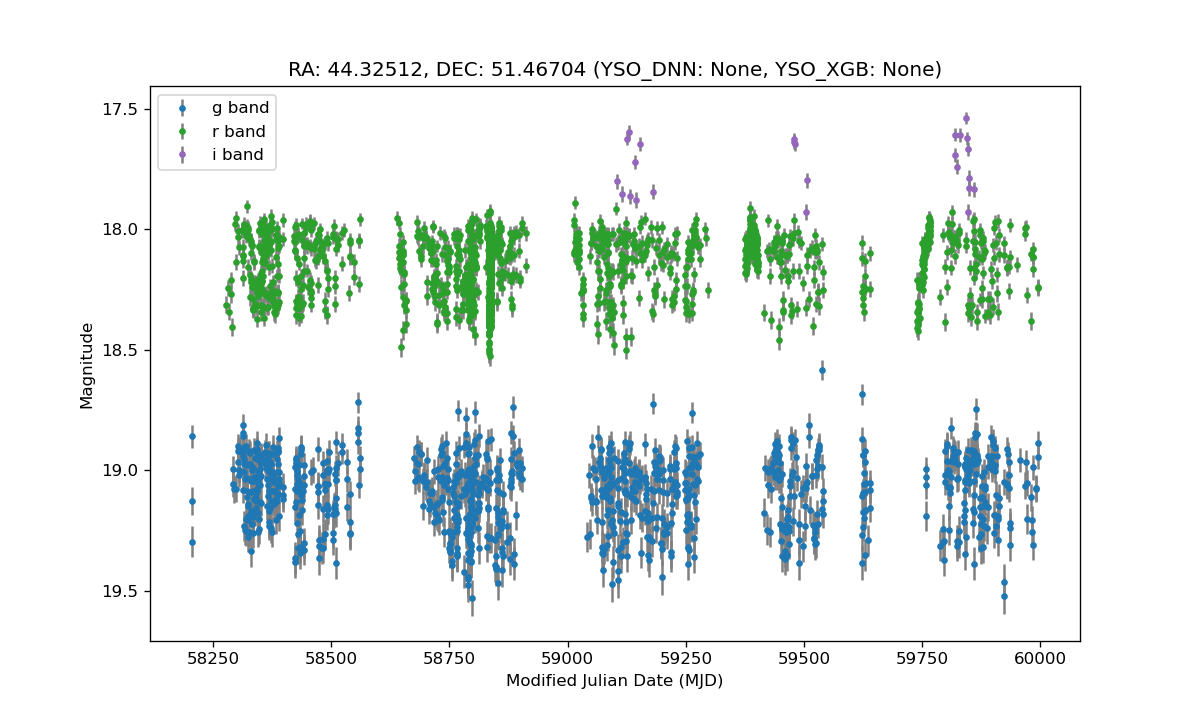 RA: 44.32512, DEC: 51.46704 (YSO_DNN: None, YSO_XGB: None)
g band
r band
i band
17.5
18.0
18.5
19.0
19.5
Magnitude
58250
58500
58750
59000
59250
59500
59750
60000
Modified Julian Date (MJD)